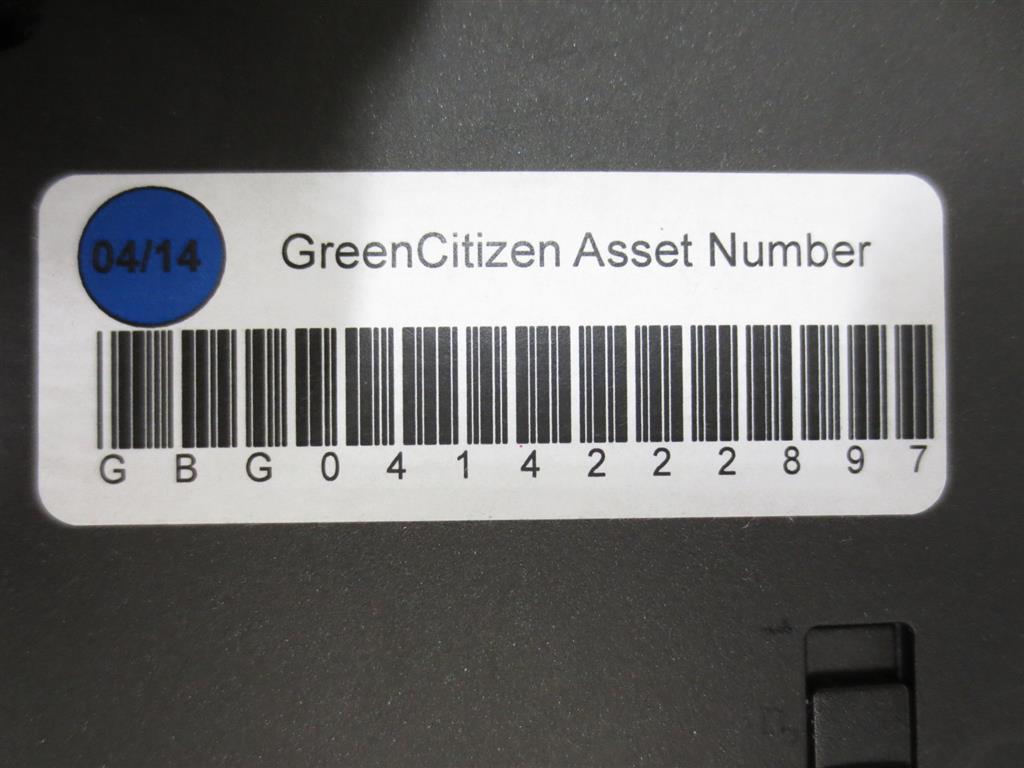 04/14
GreenCitizen Asset Number
G B G 0 4 1 4 2 2 2 8 9 7